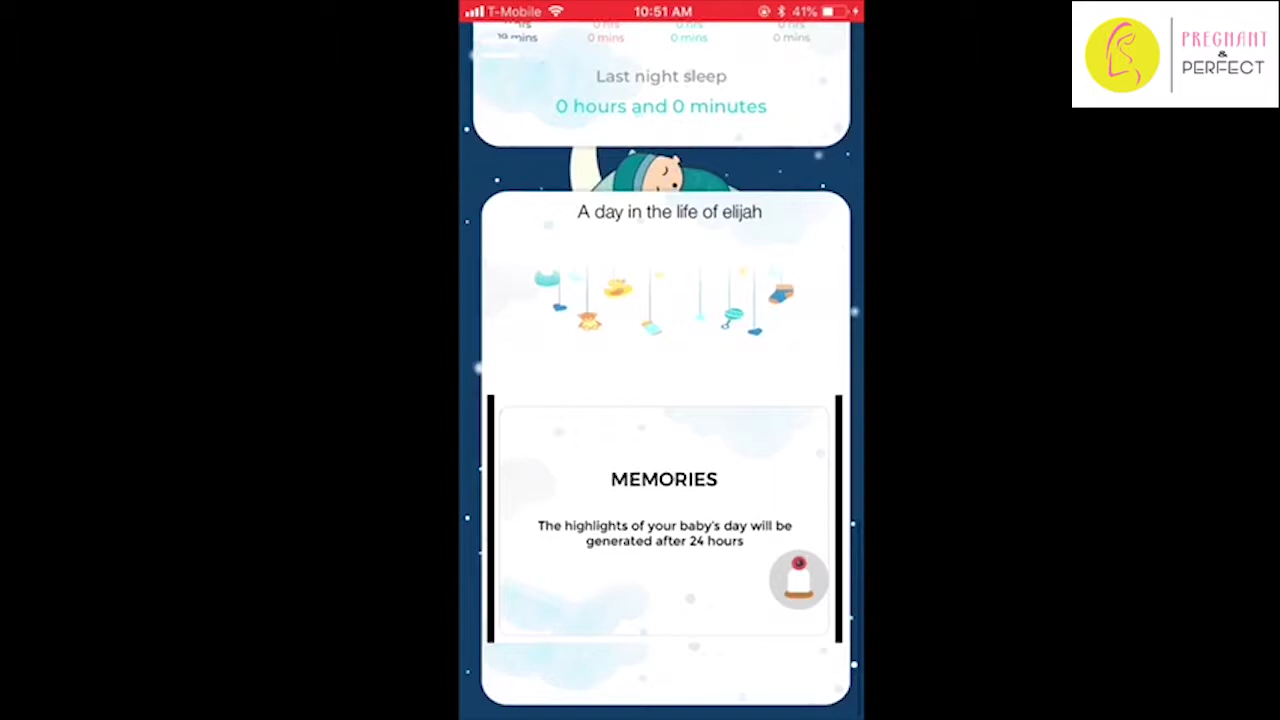 T-Mobile 10:51 AM 41%
PREGNANT
&
PERFECT
0 mins 0 mins 0 mins
Last night sleep
0 hours and 0 minutes
A day in the life of elijah
MEMORIES
The highlights of your baby's day will be
generated after 24 hours